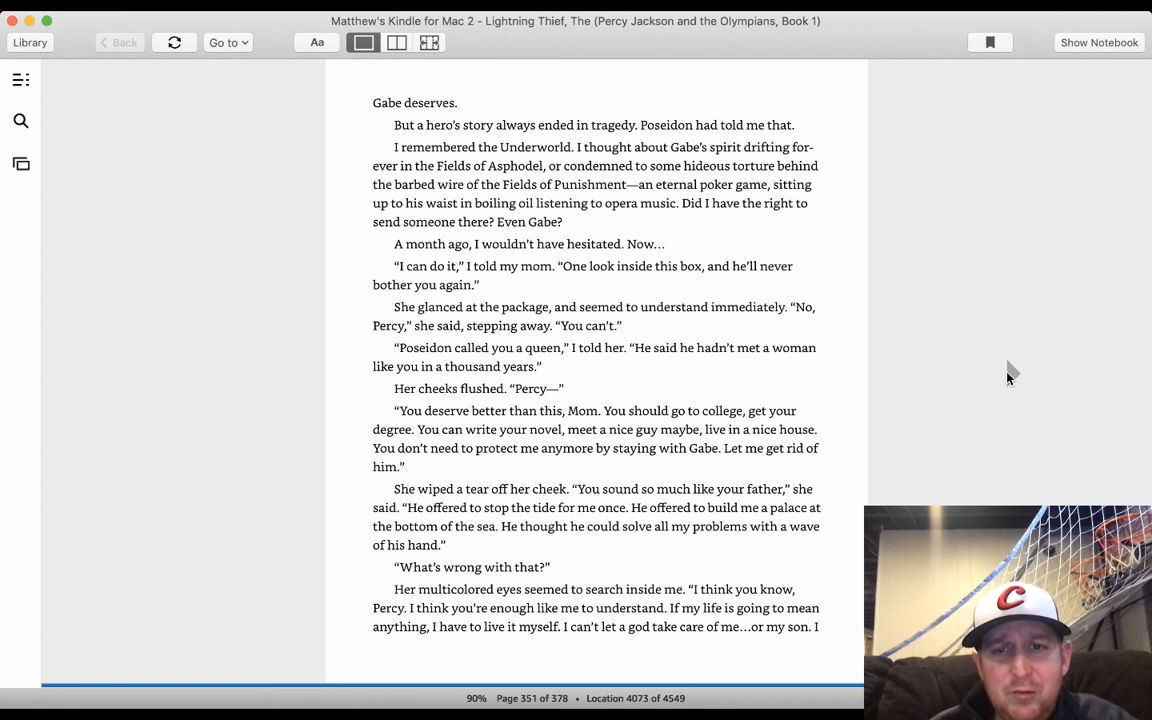 Matthew's Kindle for Mac 2 - Lightning Thief, The (Percy Jackson and the Olympians, Book 1)
Library
Back
Go to
Aa
Show Notebook
Gabe deserves.
But a hero’s story always ended in tragedy. Poseidon had told me that.
I remembered the Underworld. I thought about Gabe’s spirit drifting for-
ever in the Fields of Asphodel, or condemned to some hideous torture behind
the barbed wire of the Fields of Punishment—an eternal poker game, sitting
up to his waist in boiling oil listening to opera music. Did I have the right to
send someone there? Even Gabe?
A month ago, I wouldn’t have hesitated. Now…
“I can do it,” I told my mom. “One look inside this box, and he’ll never
bother you again.”
She glanced at the package, and seemed to understand immediately. “No,
Percy,” she said, stepping away. “You can’t.”
“Poseidon called you a queen,” I told her. “He said he hadn’t met a woman
like you in a thousand years.”
Her cheeks flushed. “Percy—”
“You deserve better than this, Mom. You should go to college, get your
degree. You can write your novel, meet a nice guy maybe, live in a nice house.
You don’t need to protect me anymore by staying with Gabe. Let me get rid of
him.”
She wiped a tear off her cheek. “You sound so much like your father,” she
said. “He offered to stop the tide for me once. He offered to build me a palace at
the bottom of the sea. He thought he could solve all my problems with a wave
of his hand.”
“What’s wrong with that?”
Her multicolored eyes seemed to search inside me. “I think you know,
Percy. I think you’re enough like me to understand. If my life is going to mean
anything, I have to live it myself. I can’t let a god take care of me…or my son. I
C
90% Page 351 of 378 • Location 4073 of 4549